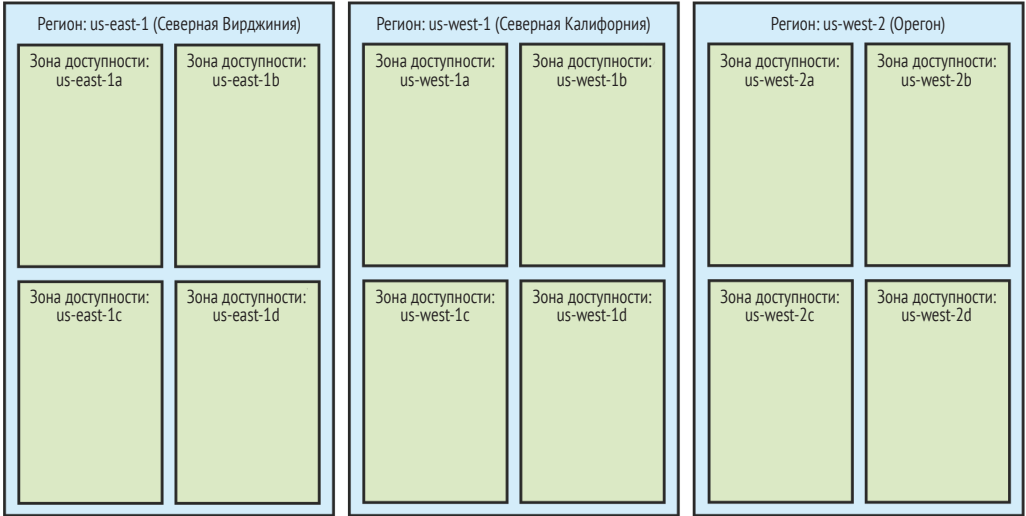 Регион: us-east-1 (Северная Вирджиния)
Зона доступности:
us-east-1a
Зона доступности:
us-east-1b
Зона доступности:
us-east-1c
Зона доступности:
us-east-1d
Регион: us-west-1 (Северная Калифорния)
Зона доступности:
us-west-1a
Зона доступности:
us-west-1b
Зона доступности:
us-west-1c
Зона доступности:
us-west-1d
Регион: us-west-2 (Орегон)
Зона доступности:
us-west-2a
Зона доступности:
us-west-2b
Зона доступности:
us-west-2c
Зона доступности:
us-west-2d